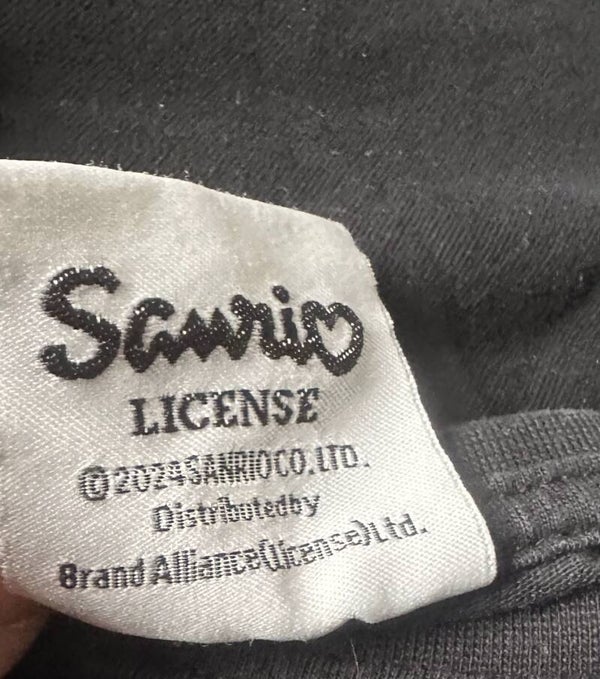 Sanrio
LICENSE
©2024SANRIOCO.,LTD.
Distributedby
Brand Alliance(license)Ltd.